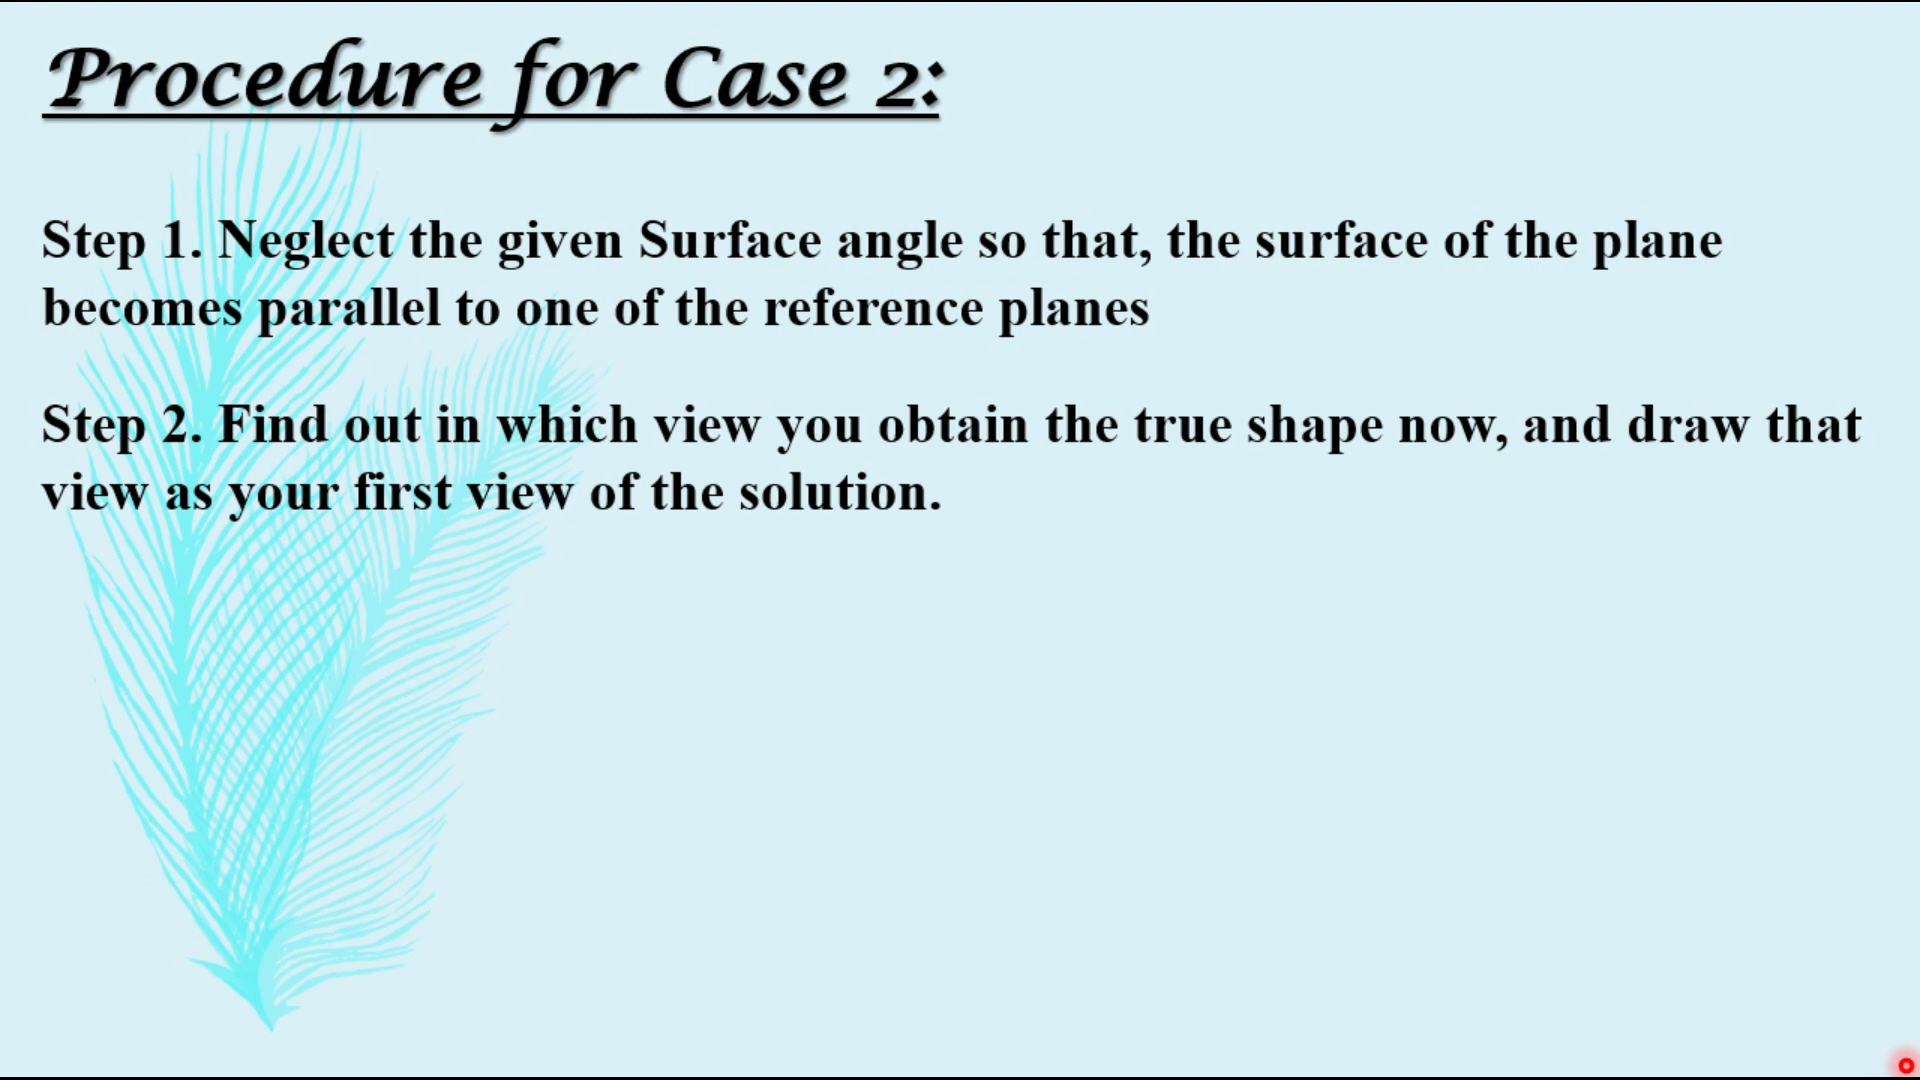 Procedure for Case 2:
Step 1. Neglect the given Surface angle so that, the surface of the plane
becomes parallel to one of the reference planes
Step 2. Find out in which view you obtain the true shape now, and draw that
view as your first view of the solution.